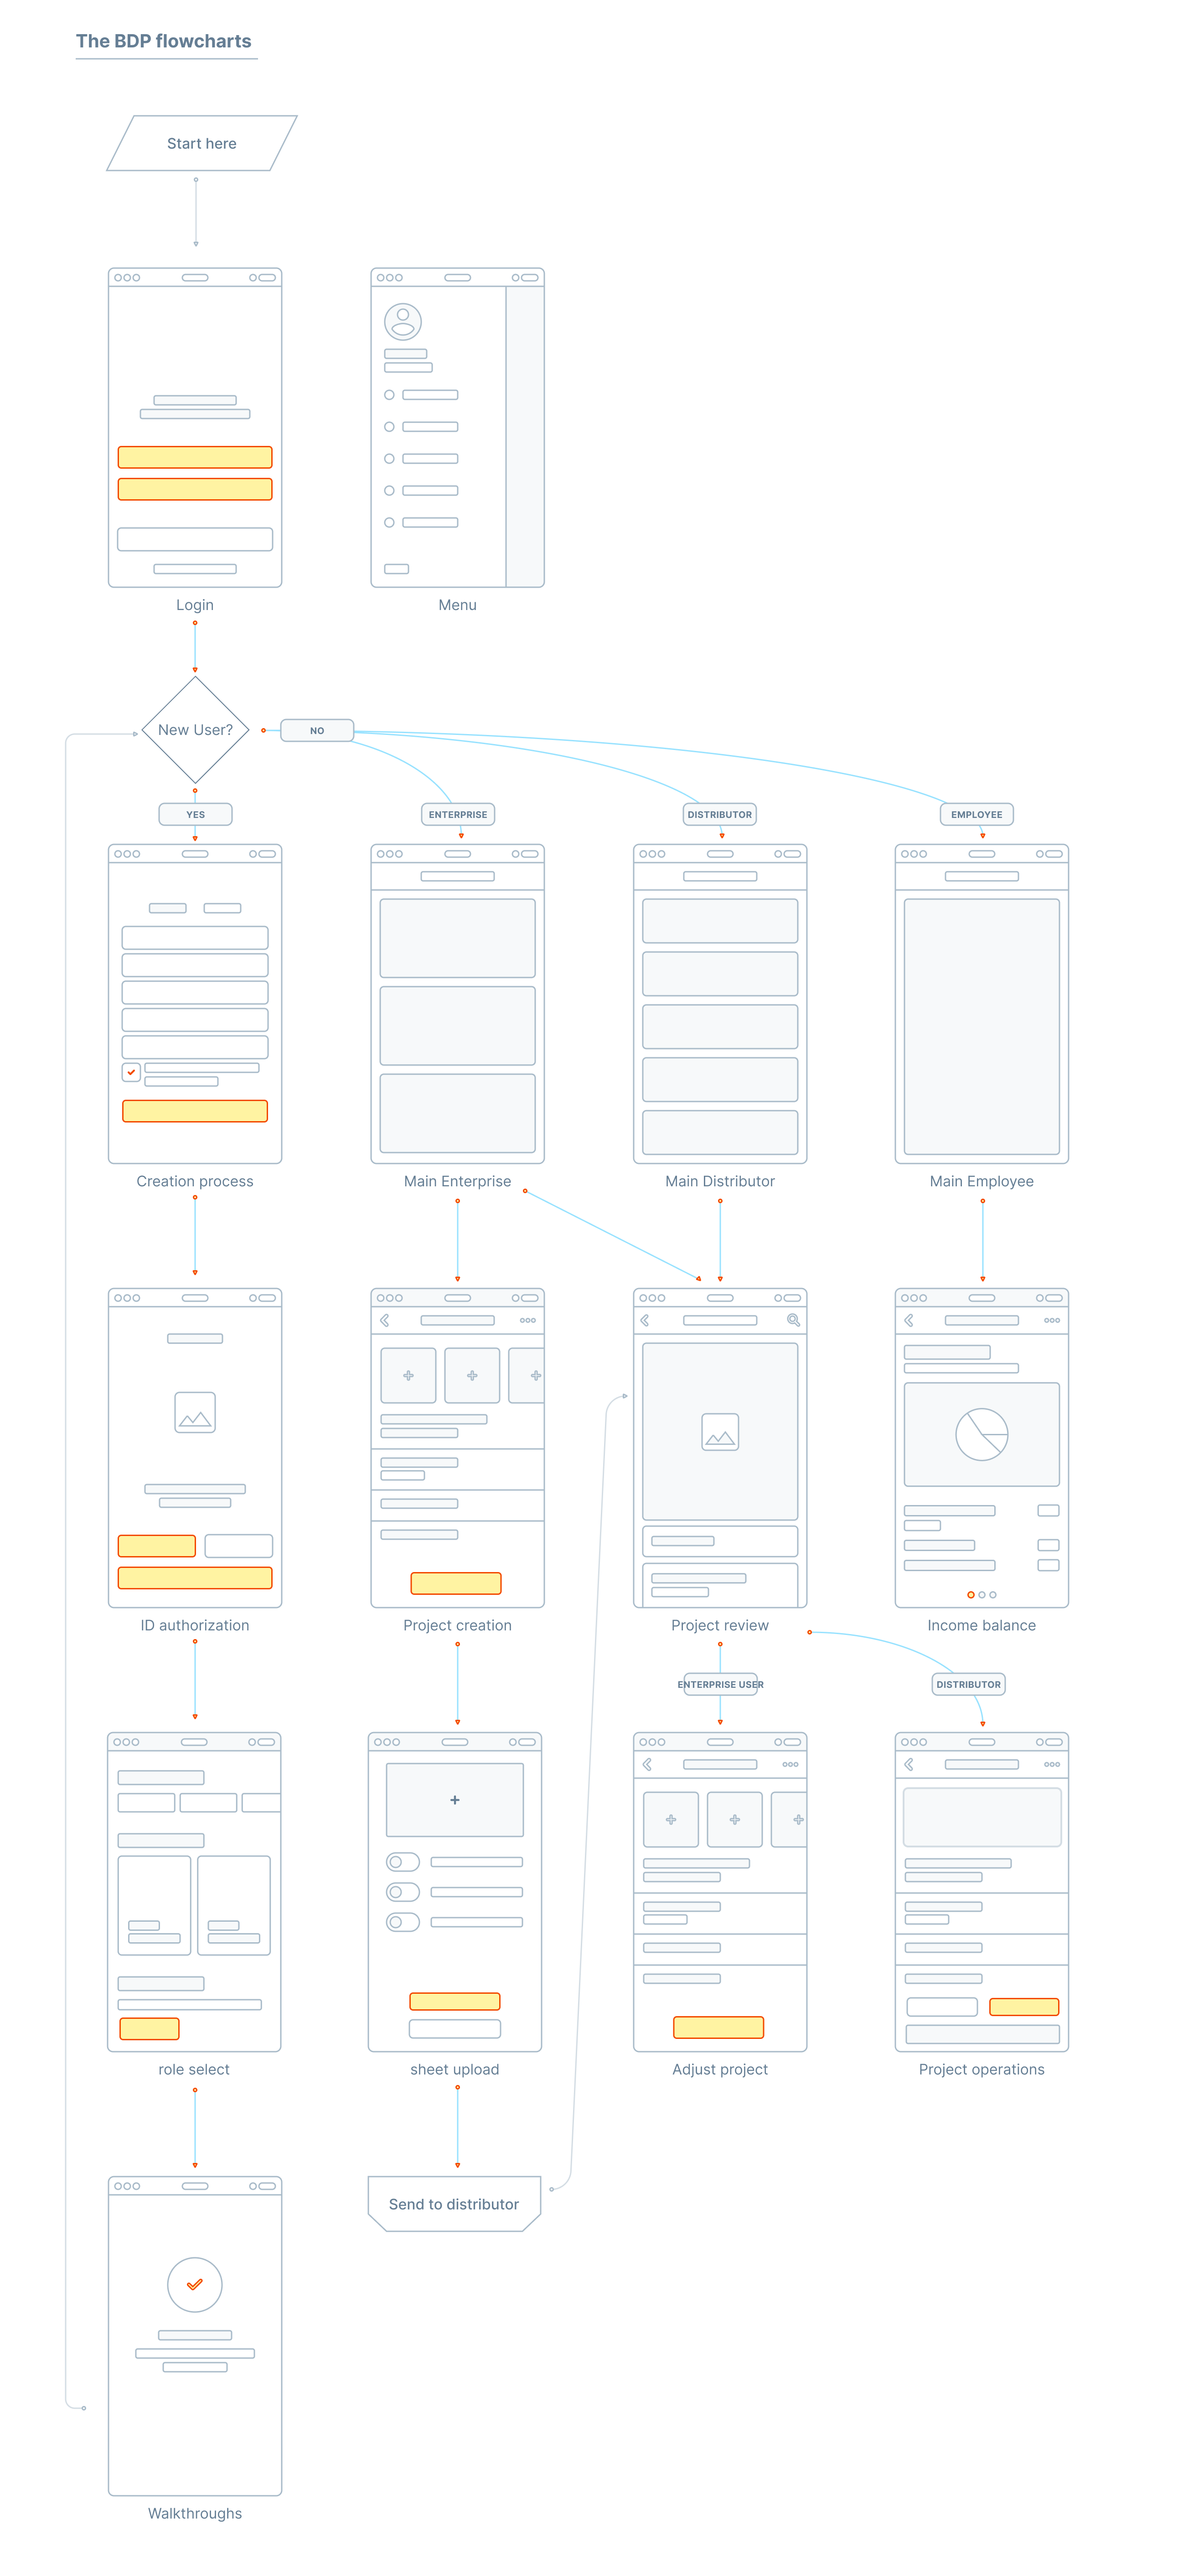 The BDP flowcharts
Start here
Login
Menu
New User?
NO
YES
ENTERPRISE
DISTRIBUTOR
EMPLOYEE
Creation process
Main Enterprise
Main Distributor
Main Employee
ID authorization
Project creation
Project review
Income balance
ENTERPRISE USER
DISTRIBUTOR
role select
sheet upload
Adjust project
Project operations
Send to distributor
Walkthroughs